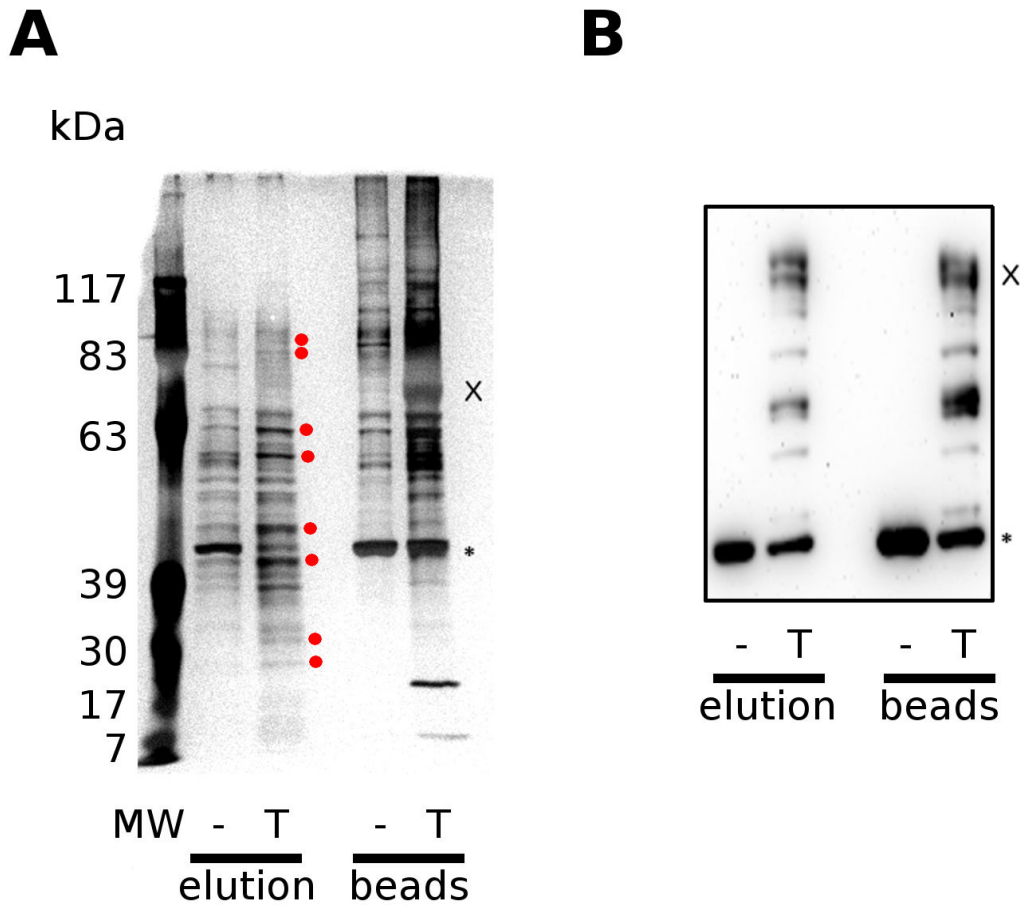 A
B
kDa
117
83
63
39
30
17
7
X
*
MW - T - T
elution beads
X
*
- T - T
elution beads